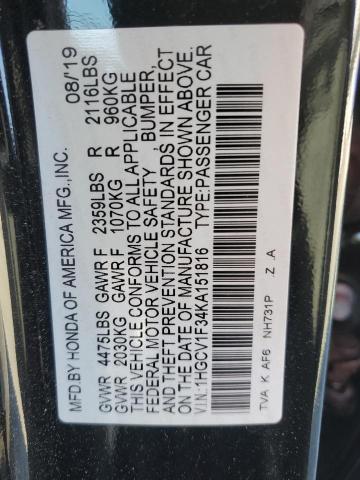 MFD.BY HONDA OF AMERICA MFG.,INC. 08/'19
GVWR 4475LBS GAWR F 2359LBS R 2116LBS
GVWR 2030KG GAWR F 1070KG R 960KG
THIS VEHICLE CONFORMS TO ALL APPLICABLE
FEDERAL MOTOR VEHICLE SAFETY BUMPER,
AND THEFT PREVENTION STANDARDS IN EFFECT
ON THE DATE OF MANUFACTURE SHOWN ABOVE.
V.I.N:1HGCV1F34KA151816 TYPE:PASSENGER CAR
TVA K AF6 NH731P .Z .A